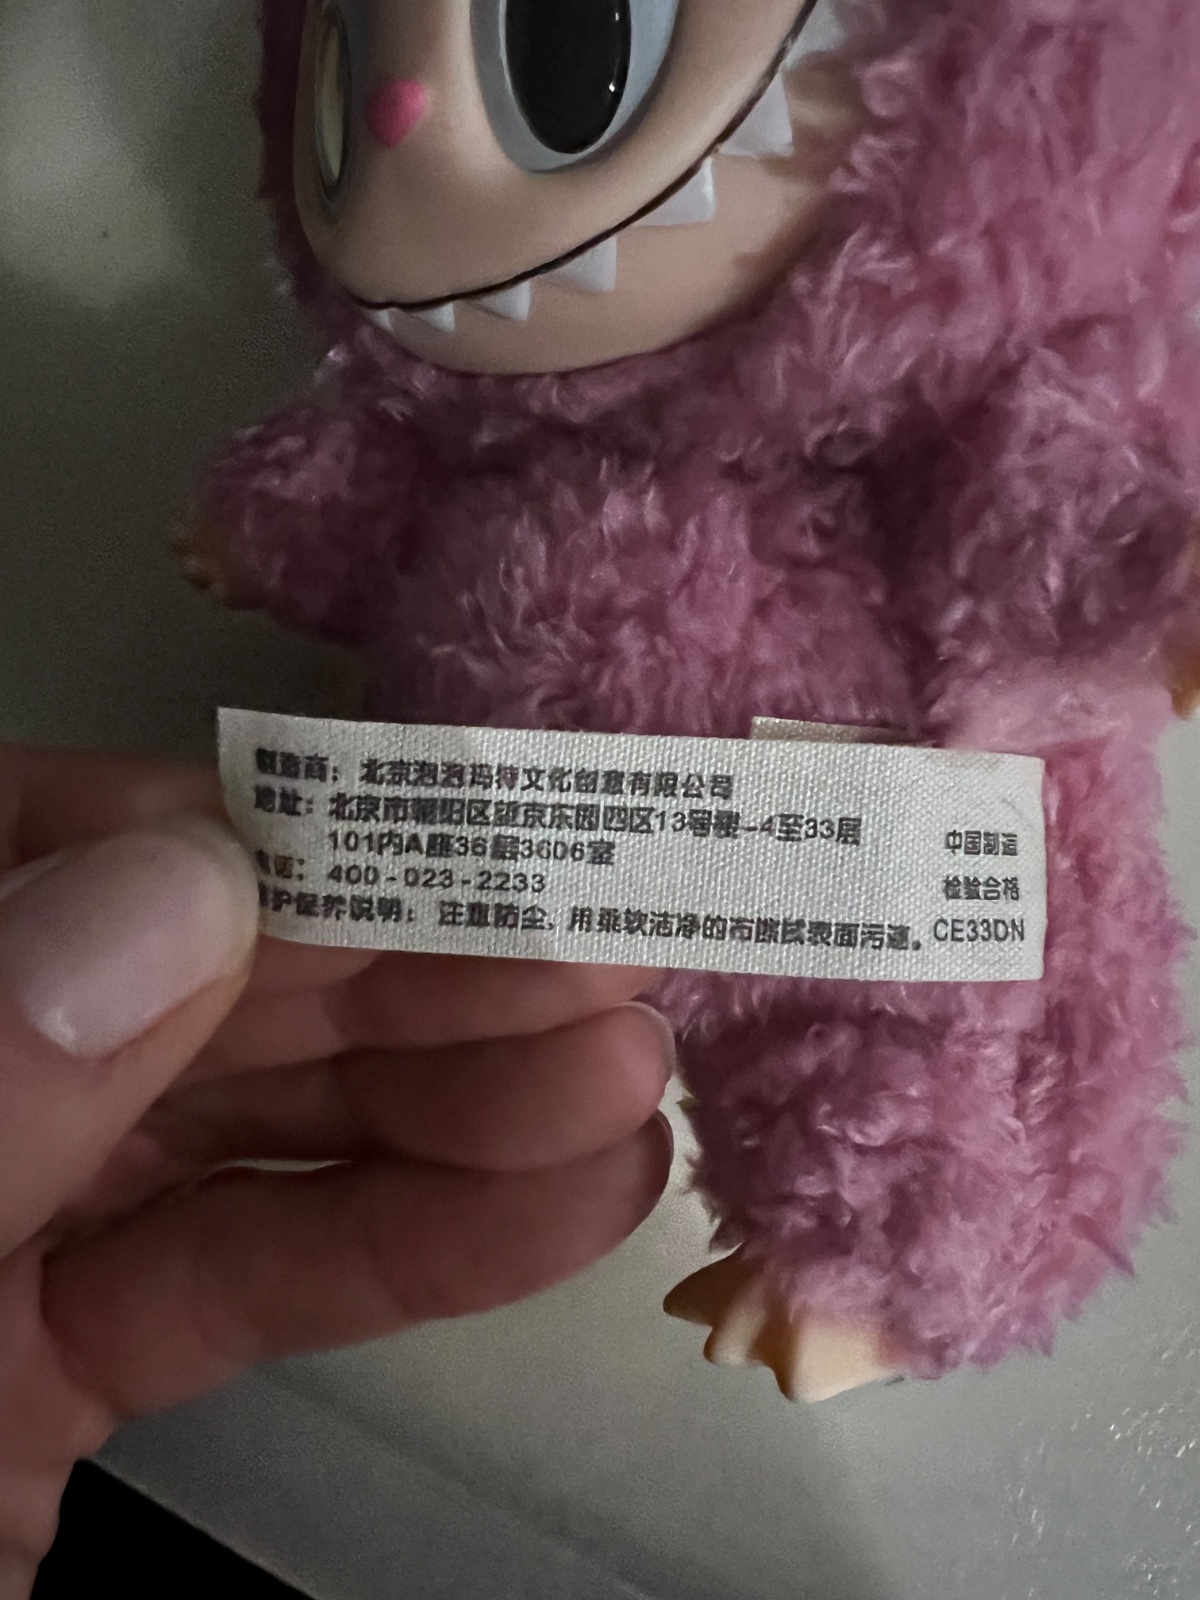 制造商：北京泡泡玛特文化创意有限公司
地址：北京市朝阳区望京东园四区13号楼-4至33层
101内A座36层3606室
电话：400-023-2233
维护保养说明：注意防尘，用柔软洁净的布擦拭表面污渍。
中国制造
检验合格
CE33DN